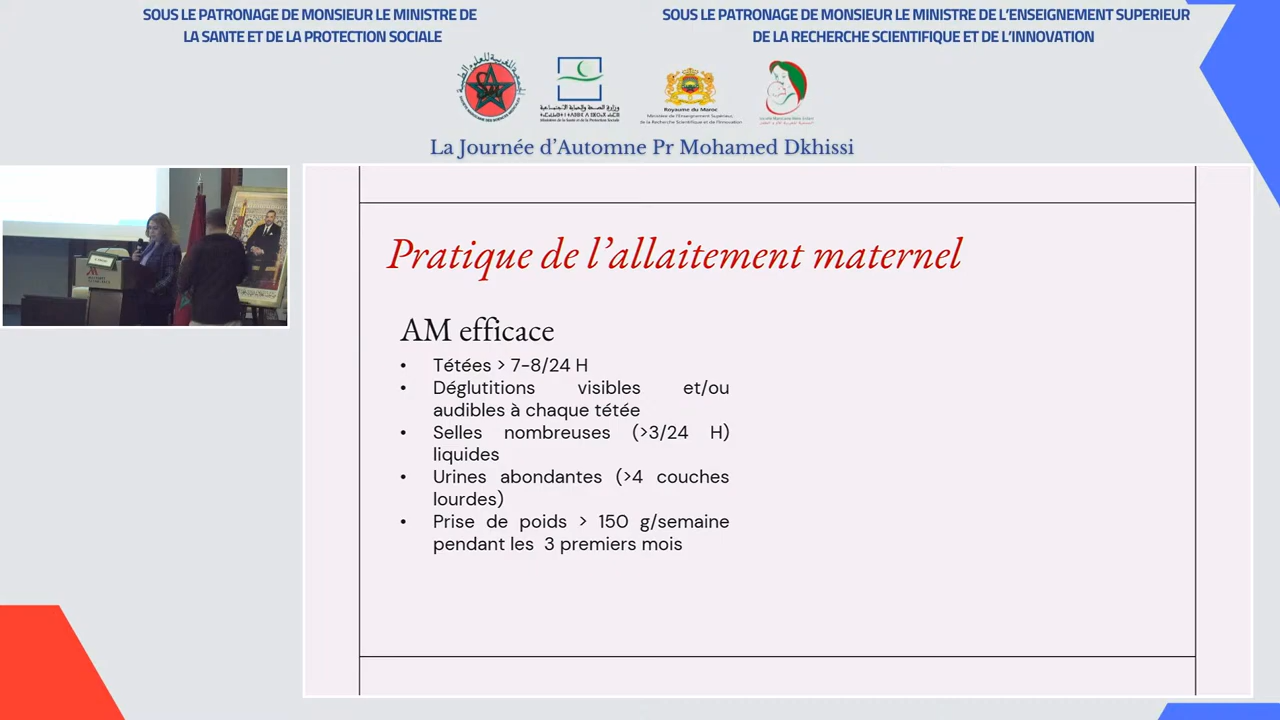 SOUS LE PATRONAGE DE MONSIEUR LE MINISTRE DE
LA SANTE ET DE LA PROTECTION SOCIALE
SOUS LE PATRONAGE DE MONSIEUR LE MINISTRE DE L'ENSEIGNEMENT SUPERIEUR
DE LA RECHERCHE SCIENTIFIQUE ET DE L'INNOVATION
Royaume du Maroc
La Journée d'Automne Pr Mohamed Dkhissi
Pratique de l'allaitement maternel
AM efficace
• Tétées > 7-8/24 H
• Déglutitions visibles et/ou
audibles à chaque tétée
• Selles nombreuses (>3/24 H)
liquides
• Urines abondantes (>4 couches
lourdes)
• Prise de poids > 150 g/semaine
pendant les 3 premiers mois